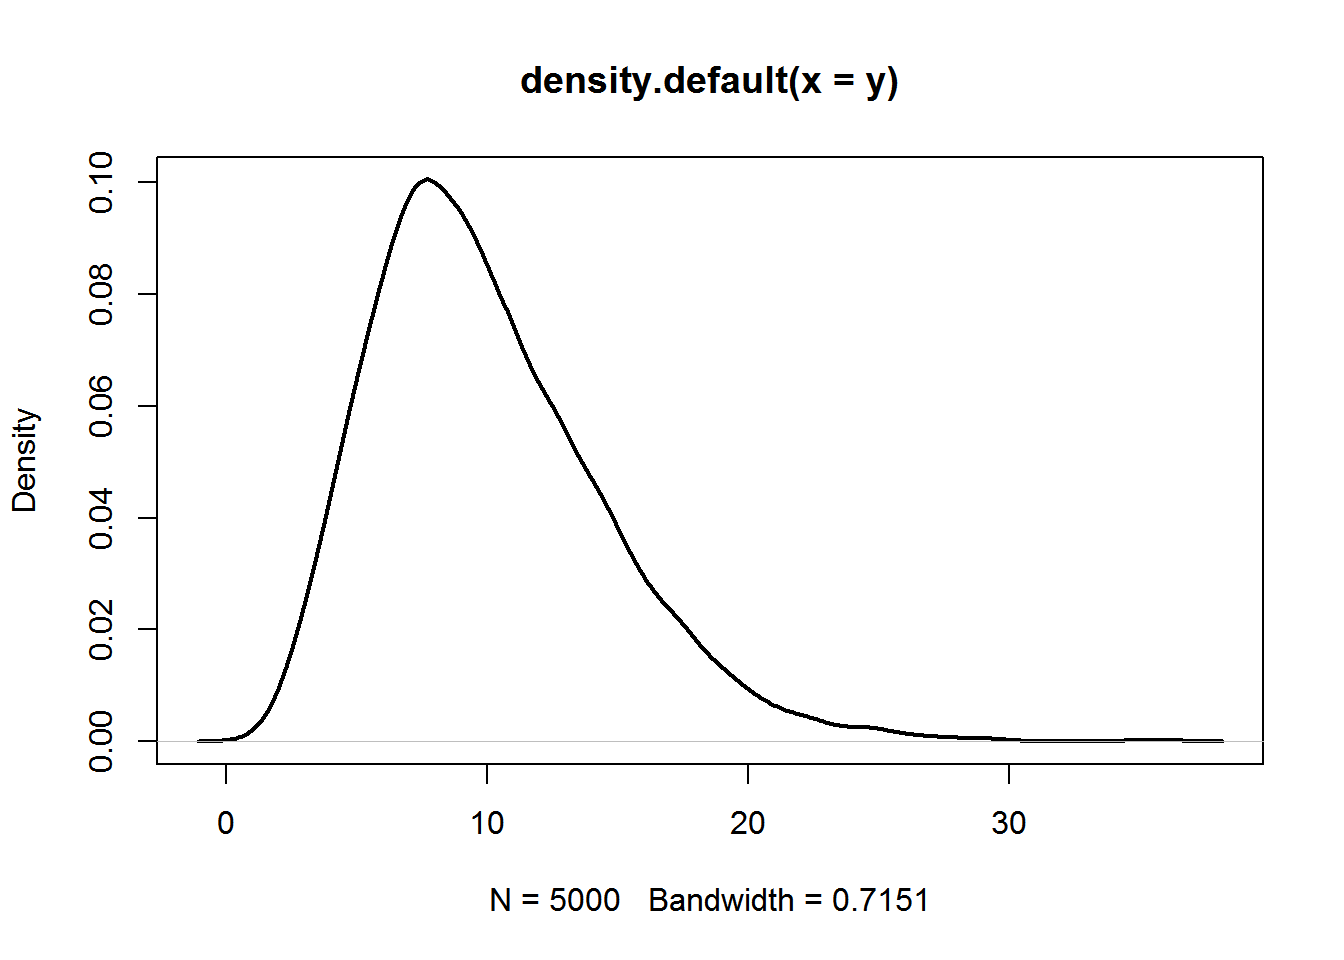 density.default(x = y)
Density
0.10
0.08
0.06
0.04
0.02
0.00
0 10 20 30
N = 5000 Bandwidth = 0.7151